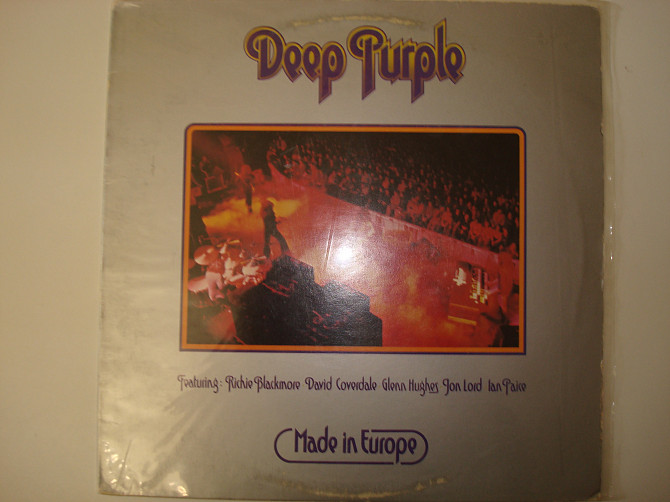 Deep Purple
Featuring: Richie Blackmore David Coverdale Glenn Hughes Jon Lord Ian Paice
Made in Europe